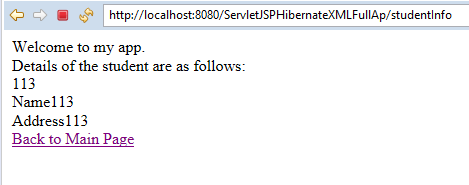 http://localhost:8080/ServletJSPHibernateXMLFullAp/studentInfo
Welcome to my app.
Details of the student are as follows:
113
Name113
Address113
Back to Main Page